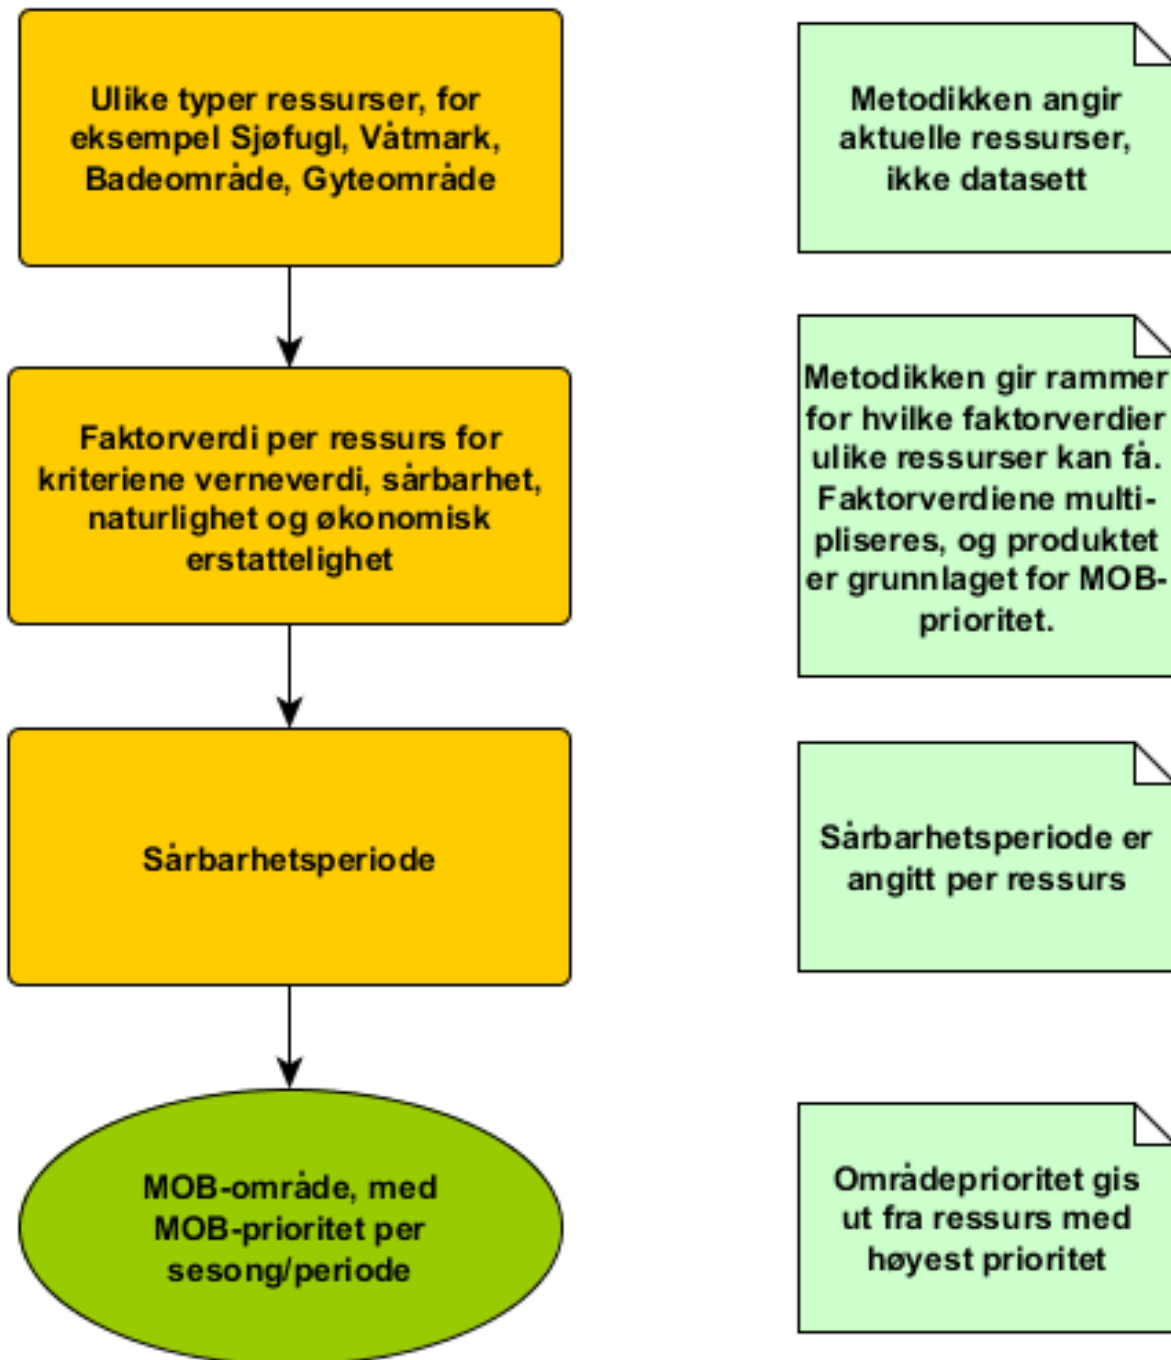 Ulike typer ressurser, for
eksempel Sjøfugl, Våtmark,
Badeområde, Gyteområde
Metodikken angir
aktuelle ressurser,
ikke datasett
Faktorverdi per ressurs for
kriteriene verneverdi, sårbarhet,
naturlighet og økonomisk
erstattelighet
Metodikken gir rammer
for hvilke faktorverdier
ulike ressurser kan få.
Faktorverdiene multi-
pliseres, og produktet
er grunnlaget for MOB-
prioritet.
Sårbarhetsperiode
Sårbarhetsperiode er
angitt per ressurs
MOB-område, med
MOB-prioritet per
sesong/periode
Områdeprioritet gis
ut fra ressurs med
høyest prioritet